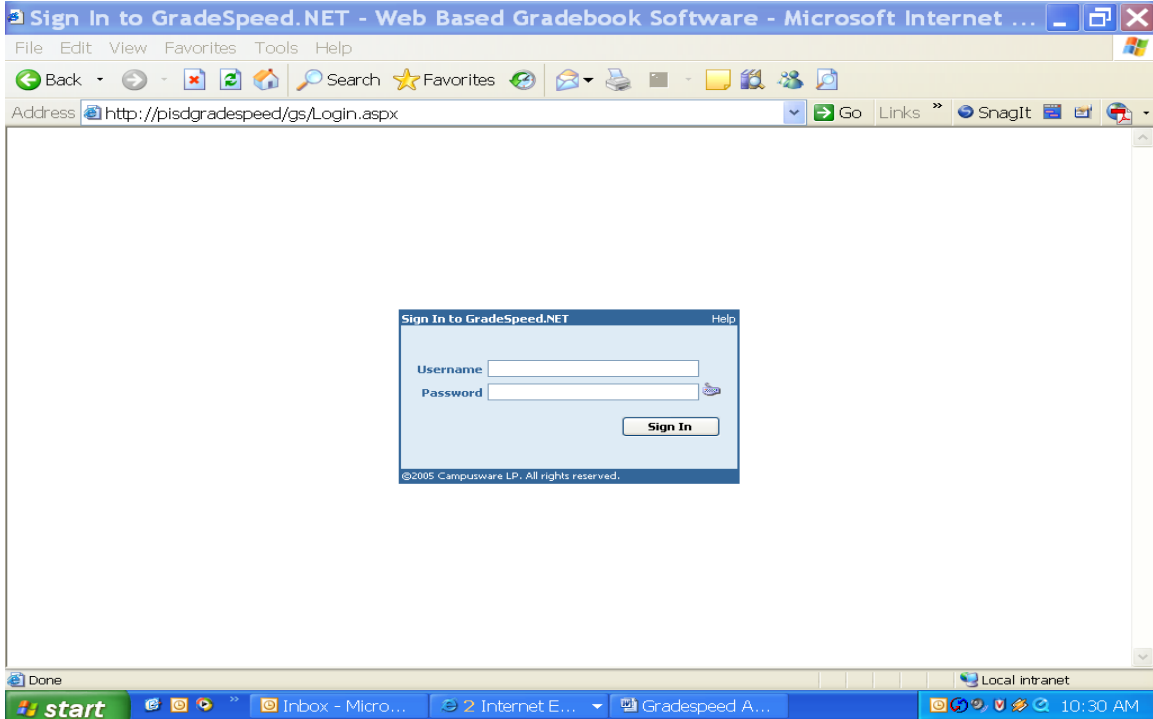 Sign In to GradeSpeed.NET - Web Based Gradebook Software - Microsoft Internet ...
File Edit View Favorites Tools Help
Back Search Favorites
Address http://pisdgradespeed/gs/Login.aspx Go Links » SnagIt
Sign In to GradeSpeed.NET Help
Username
Password
Sign In
©2005 Campusware LP. All rights reserved.
Done Local intranet
start » Inbox - Micro... 2 Internet E... Gradespeed A... 10:30 AM